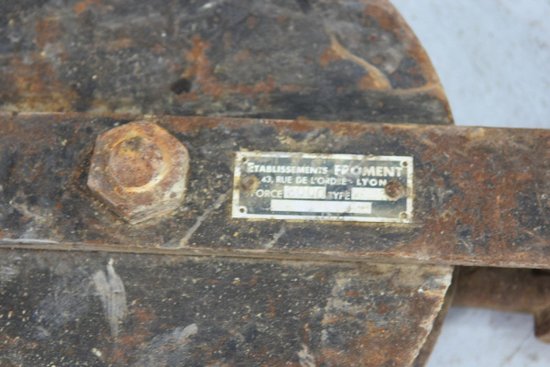 ETABLISSEMENTS FROMENT
43, RUE DE L'ORDRE - LYON
FORCE TYPE